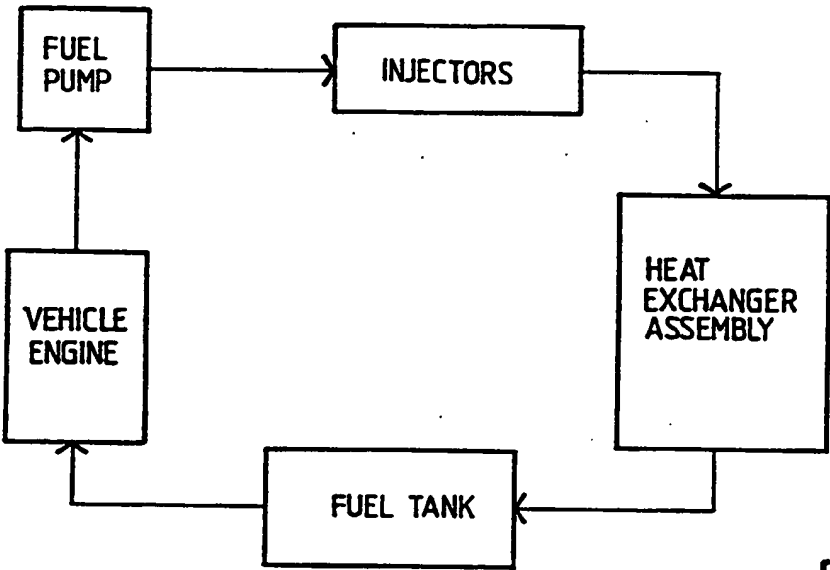 FUEL
PUMP
INJECTORS
HEAT
EXCHANGER
ASSEMBLY
VEHICLE
ENGINE
FUEL TANK